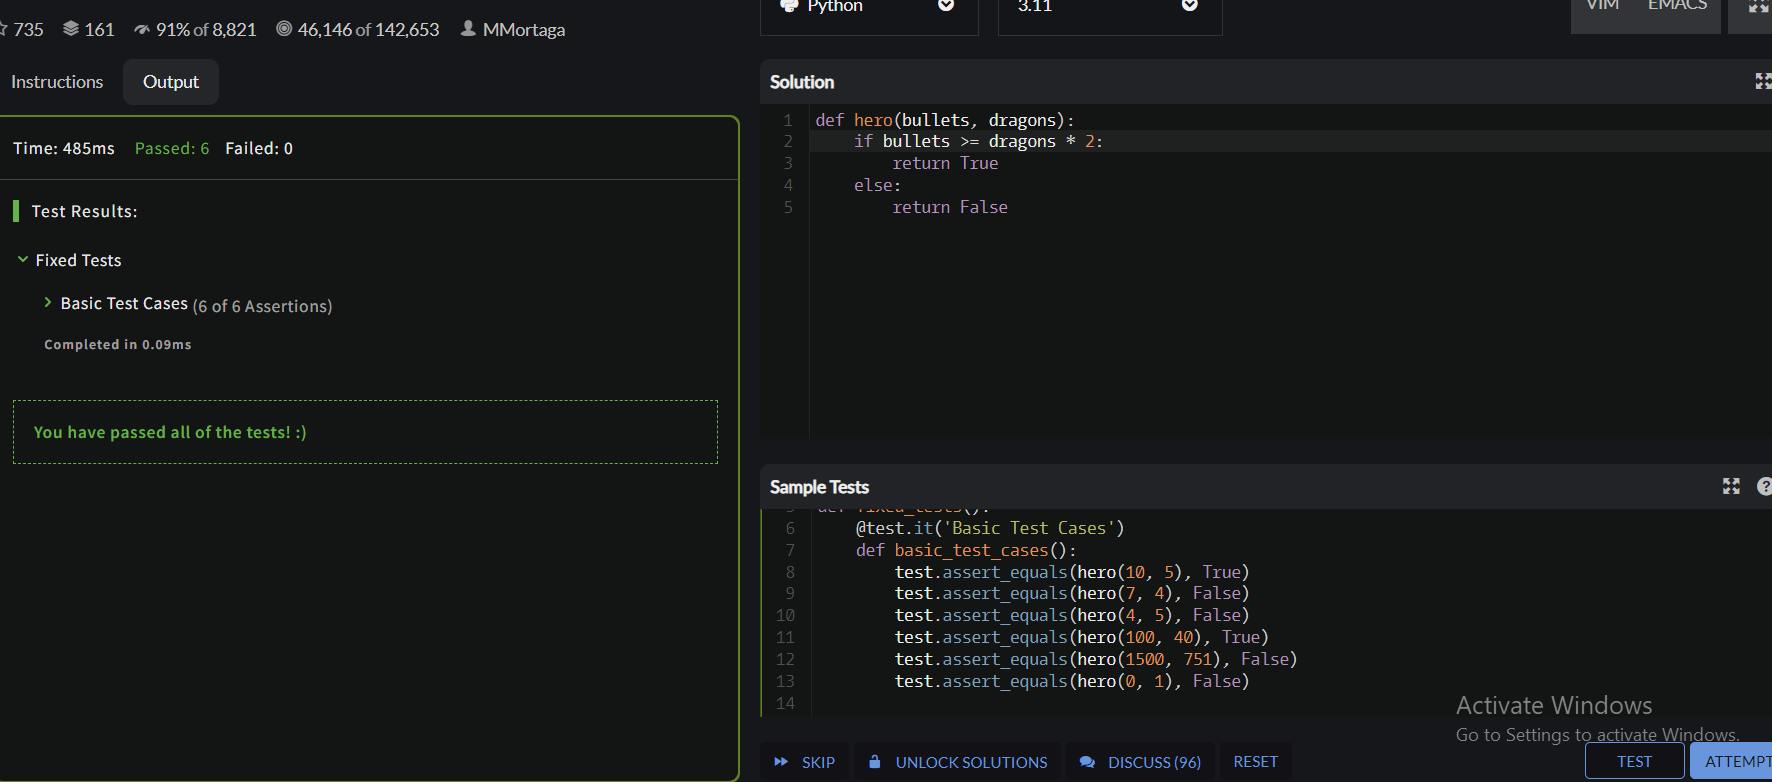 735 161 91% of 8,821 46,146 of 142,653 MMortaga
Python
3.11
VIM EMACS
Instructions Output
Time: 485ms Passed: 6 Failed: 0
Test Results:
Fixed Tests
Basic Test Cases (6 of 6 Assertions)
Completed in 0.09ms
You have passed all of the tests! :)
Solution
1 def hero(bullets, dragons):
2     if bullets >= dragons * 2:
3         return True
4     else:
5         return False
Sample Tests
5 def fixed_tests():
6     @test.it('Basic Test Cases')
7     def basic_test_cases():
8         test.assert_equals(hero(10, 5), True)
9         test.assert_equals(hero(7, 4), False)
10         test.assert_equals(hero(4, 5), False)
11         test.assert_equals(hero(100, 40), True)
12         test.assert_equals(hero(1500, 751), False)
13         test.assert_equals(hero(0, 1), False)
14
Activate Windows
Go to Settings to activate Windows.
SKIP UNLOCK SOLUTIONS DISCUSS (96) RESET TEST ATTEMPT